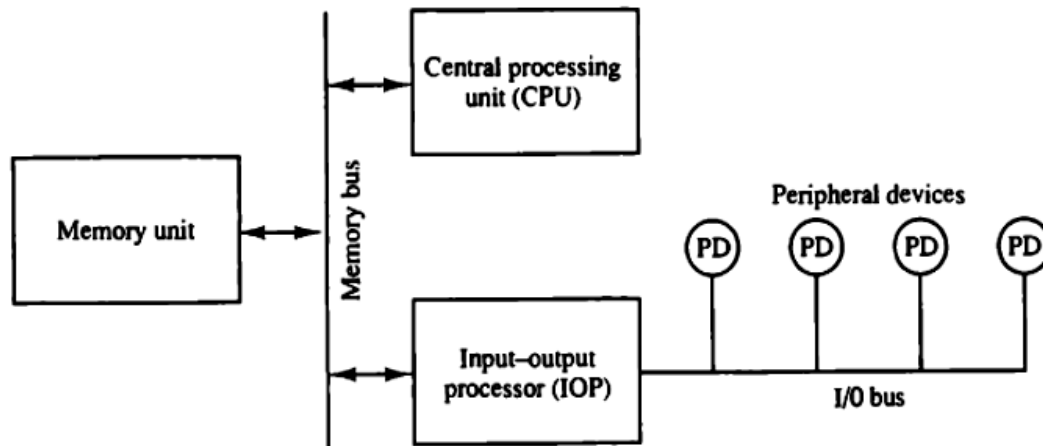 Central processing
unit (CPU)
Memory unit
Memory bus
Peripheral devices
PD
PD
PD
PD
Input–output
processor (IOP)
I/0 bus